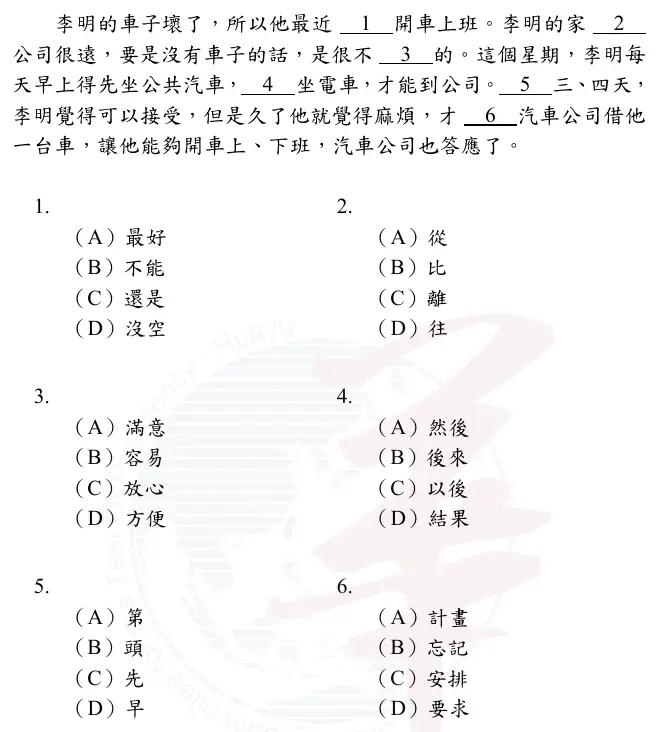 李明的車子壞了，所以他最近 1 開車上班。李明的家 2
公司很遠，要是沒有車子的話，是很不 3 的。這個星期，李明每
天早上得先坐公共汽車， 4 坐電車，才能到公司。 5 三、四天，
李明覺得可以接受，但是久了他就覺得麻煩，才 6 汽車公司借他
一台車，讓他能夠開車上、下班，汽車公司也答應了。
1.
（A）最好
（B）不能
（C）還是
（D）沒空
2.
（A）從
（B）比
（C）離
（D）往
3.
（A）滿意
（B）容易
（C）放心
（D）方便
4.
（A）然後
（B）後來
（C）以後
（D）結果
5.
（A）第
（B）頭
（C）先
（D）早
6.
（A）計畫
（B）忘記
（C）安排
（D）要求